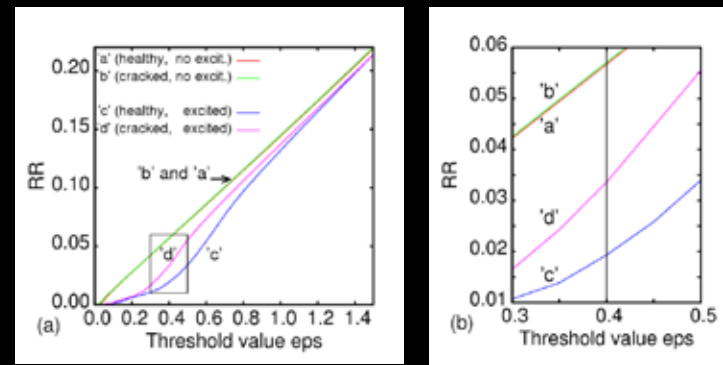 0.20
0.15
0.10
0.05
0.00
RR
'a' (healthy, no excit.)
'b' (cracked, no excit.)
'c' (healthy, excited)
'd' (cracked, excited)
'b' and 'a'
'd'
'c'
0.0 0.2 0.4 0.6 0.8 1.0 1.2 1.4
(a)
Threshold value eps
0.06
0.05
0.04
0.03
0.02
0.01
RR
'b'
'a'
'd'
'c'
0.3 0.4 0.5
(b)
Threshold value eps